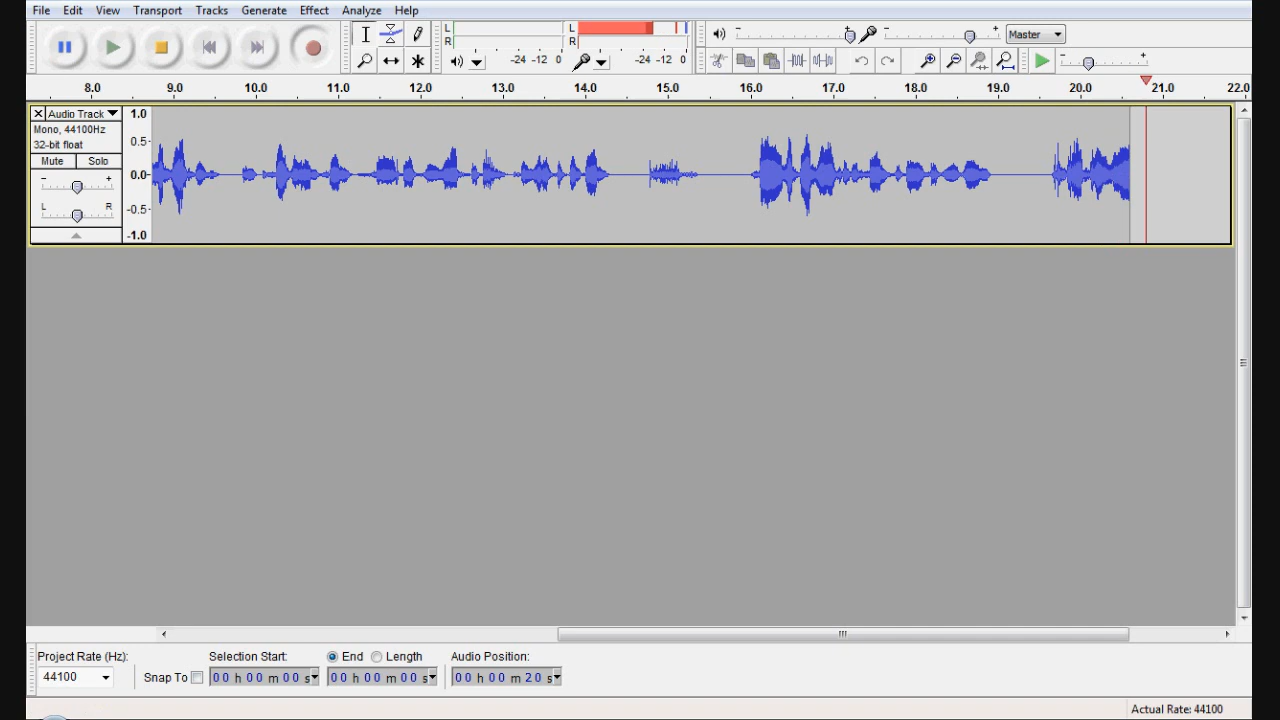 File Edit View Transport Tracks Generate Effect Analyze Help
L
R
-24 -12 0
L
R
-24 -12 0
Master
8.0 9.0 10.0 11.0 12.0 13.0 14.0 15.0 16.0 17.0 18.0 19.0 20.0 21.0 22.0
Audio Track
Mono, 44100Hz
32-bit float
Mute Solo
- +
L R
1.0
0.5
0.0
-0.5
-1.0
Project Rate (Hz):
44100
Snap To
Selection Start:
00 h 00 m 00 s
End Length
00 h 00 m 00 s
Audio Position:
00 h 00 m 20 s
Actual Rate: 44100